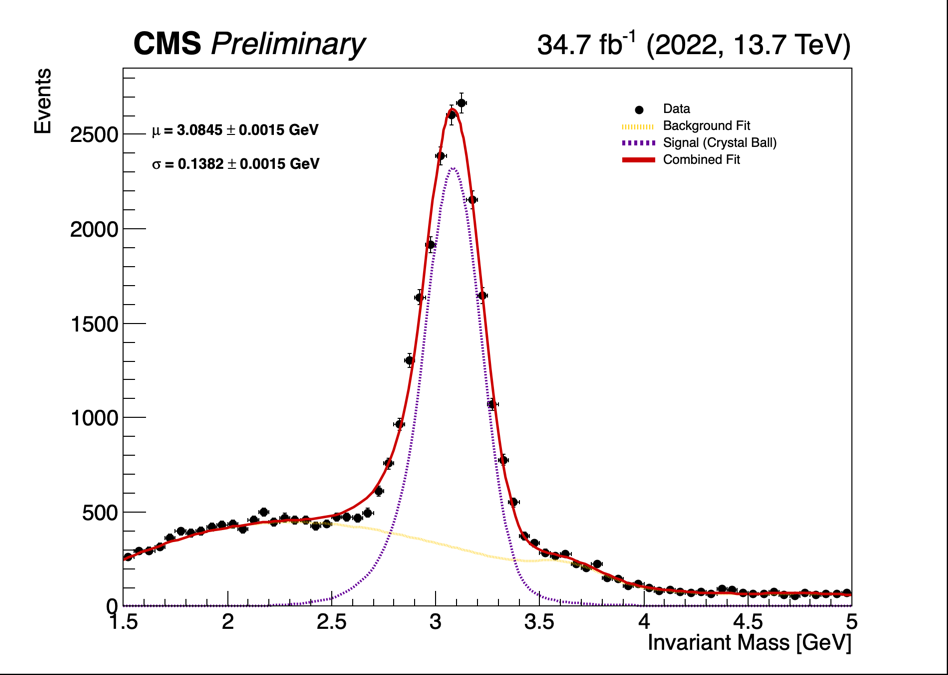 CMS Preliminary
34.7 fb⁻¹ (2022, 13.7 TeV)
Events
μ = 3.0845 ± 0.0015 GeV
σ = 0.1382 ± 0.0015 GeV
Data
Background Fit
Signal (Crystal Ball)
Combined Fit
2500
2000
1500
1000
500
0
1.5 2 2.5 3 3.5 4 4.5 5
Invariant Mass [GeV]